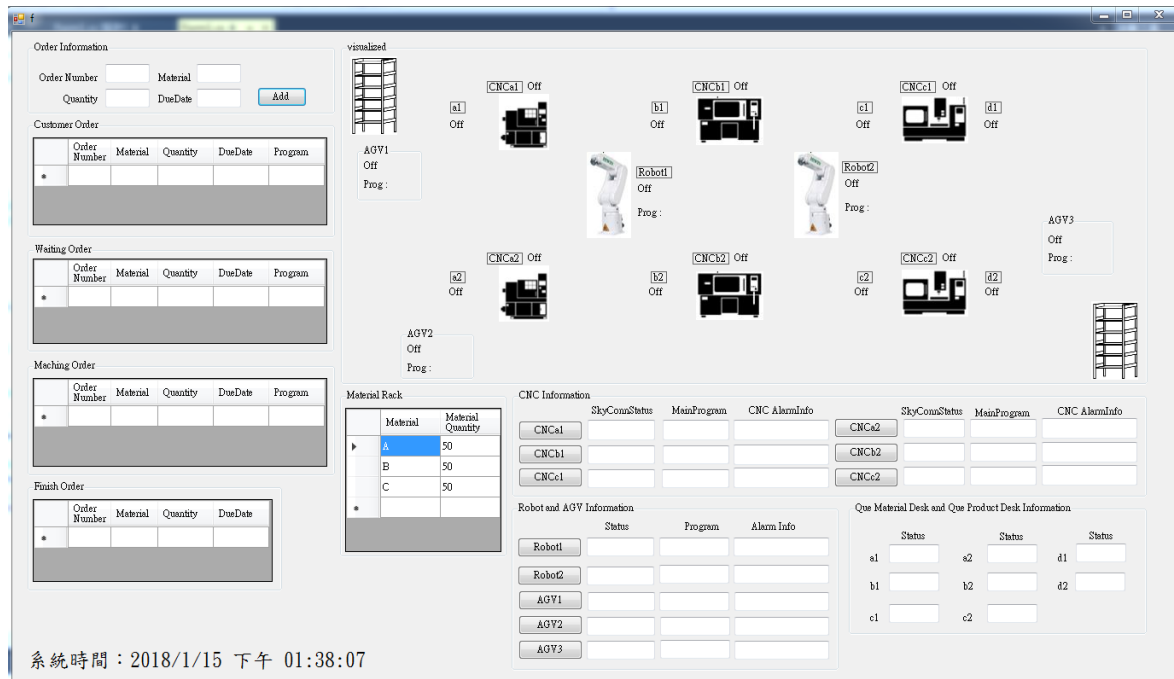 f
Order Information
Order Number
Material
Quantity
DueDate
Add
Customer Order
Order Number Material Quantity DueDate Program
*
Waiting Order
Order Number Material Quantity DueDate Program
*
Maching Order
Order Number Material Quantity DueDate Program
*
Finish Order
Order Number Material Quantity DueDate
*
系統時間：2018/1/15 下午 01:38:07
visualized
CNCa1 Off
CNCb1 Off
CNCc1 Off
a1
Off
b1
Off
c1
Off
d1
Off
AGV1
Off
Prog :
Robot1
Off
Prog :
Robot2
Off
Prog :
AGV3
Off
Prog :
CNCa2 Off
CNCb2 Off
CNCc2 Off
a2
Off
b2
Off
c2
Off
d2
Off
AGV2
Off
Prog :
Material Rack
Material Material Quantity
A 50
B 50
C 50
*
CNC Information
SkyConnStatus MainProgram CNC AlarmInfo SkyConnStatus MainProgram CNC AlarmInfo
CNCa1 CNCa2
CNCb1 CNCb2
CNCc1 CNCc2
Robot and AGV Information
Status Program Alarm Info
Robot1
Robot2
AGV1
AGV2
AGV3
Que Material Desk and Que Product Desk Information
Status Status Status
a1 a2 d1
b1 b2 d2
c1 c2